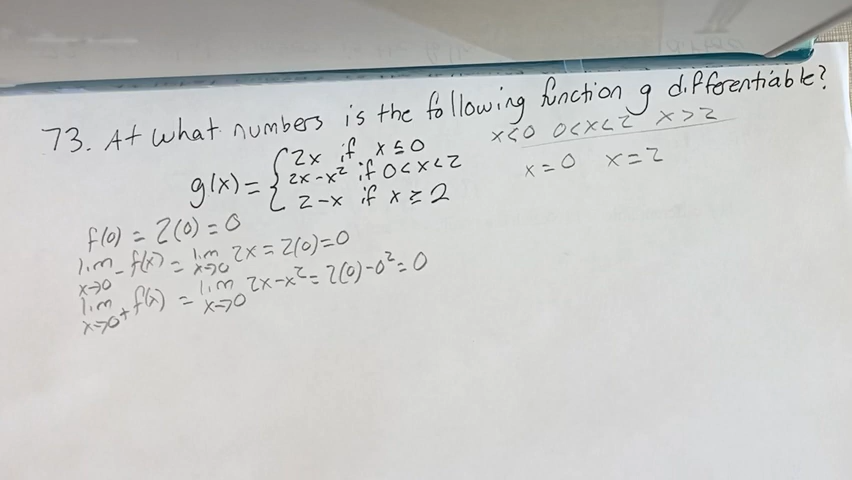 73. At what numbers is the following function g differentiable?
x<0 0<x<2 x>2
g(x) = { 2x if x ≤ 0
2x-x² if 0<x<2
2-x if x ≥ 2
x=0 x=2
f(0) = 2(0) = 0
lim x→0⁻ f(x) = lim x→0 2x = 2(0) = 0
lim x→0⁺ f(x) = lim x→0 2x-x² = 2(0)-0² = 0